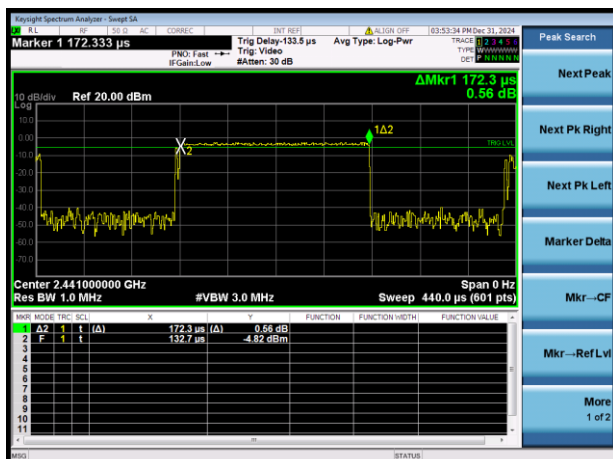 Keysight Spectrum Analyzer - Swept SA
RL RF 50 Ω AC CORREC INT REF ALIGN OFF 03:53:34 PM Dec 31, 2024
Marker 1 172.333 μs
PNO: Fast
IFGain:Low
Trig Delay-133.5 μs
Trig: Video
#Atten: 30 dB
Avg Type: Log-Pwr
TRACE 1 2 3 4 5 6
TYPE WWWWWW
DET P N N N N N
Peak Search
Next Peak
Next Pk Right
Next Pk Left
Marker Delta
Mkr→CF
Mkr→Ref Lvl
More
1 of 2
ΔMkr1 172.3 μs
0.56 dB
10 dB/div Ref 20.00 dBm
Log
10.0
0.00
-10.0
-20.0
-30.0
-40.0
-50.0
-60.0
-70.0
1Δ2
2
TRIG LVL
Center 2.441000000 GHz
Span 0 Hz
Res BW 1.0 MHz
#VBW 3.0 MHz
Sweep 440.0 μs (601 pts)
MKR MODE TRC SCL X Y FUNCTION FUNCTION WIDTH FUNCTION VALUE
1 Δ2 1 t (Δ) 172.3 μs (Δ) 0.56 dB
2 F 1 t 132.7 μs -4.82 dBm
3
4
5
6
7
8
9
10
11
MSG
STATUS